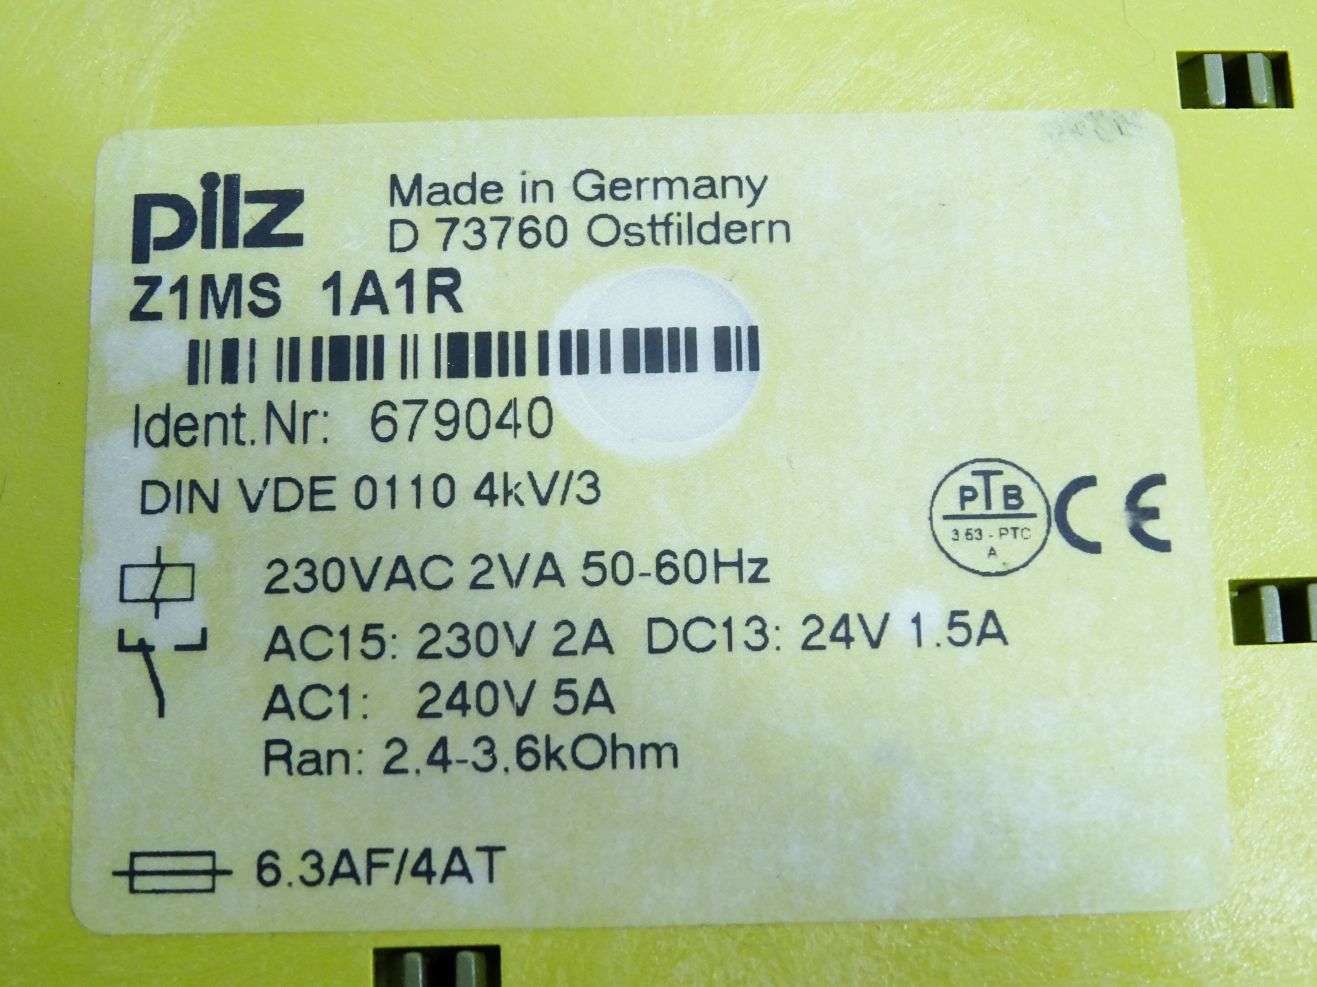 pilz
Made in Germany
D 73760 Ostfildern
Z1MS 1A1R
Ident.Nr: 679040
DIN VDE 0110 4kV/3
PTB
3.53 - PTC
A
CE
230VAC 2VA 50-60Hz
AC15: 230V 2A DC13: 24V 1.5A
AC1: 240V 5A
Ran: 2.4-3.6kOhm
6.3AF/4AT